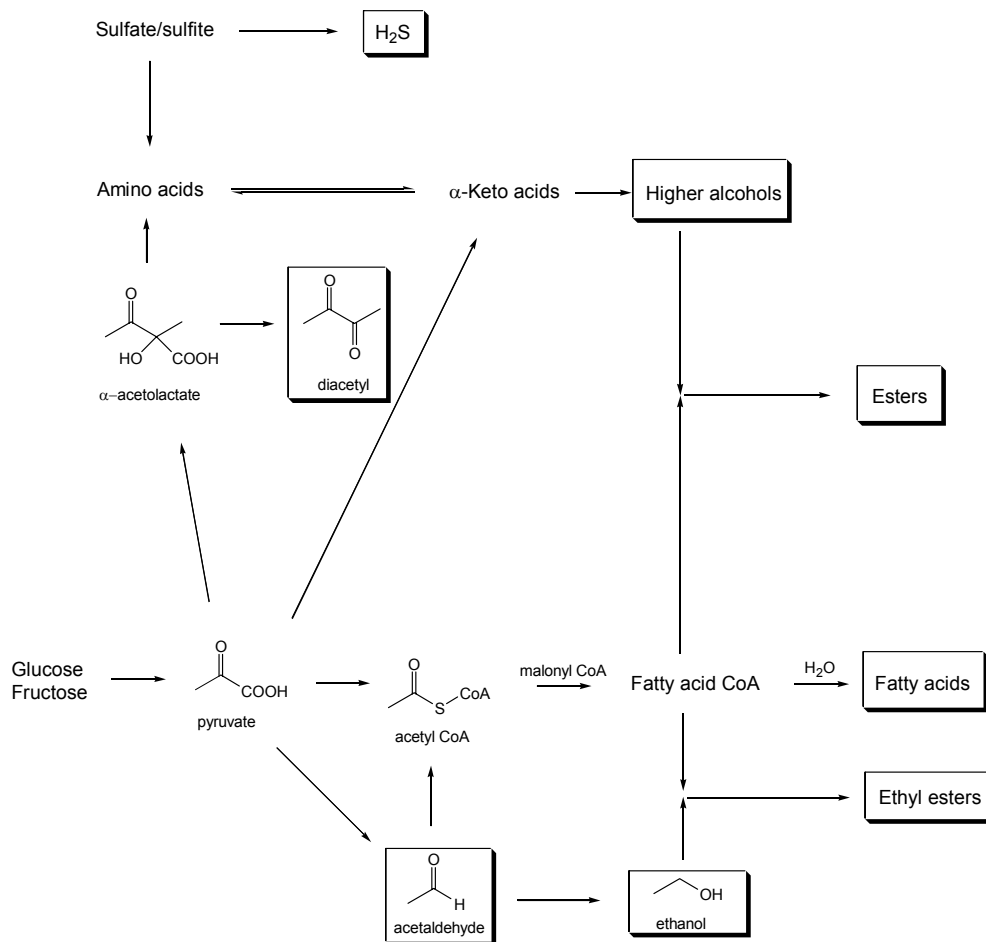 Sulfate/sulfite
H₂S
Amino acids
α-Keto acids
Higher alcohols
O
O
HO
COOH
α−acetolactate
O
O
diacetyl
Esters
Glucose
Fructose
O
COOH
pyruvate
O
S
CoA
acetyl CoA
malonyl CoA
Fatty acid CoA
H₂O
Fatty acids
Ethyl esters
O
H
acetaldehyde
OH
ethanol